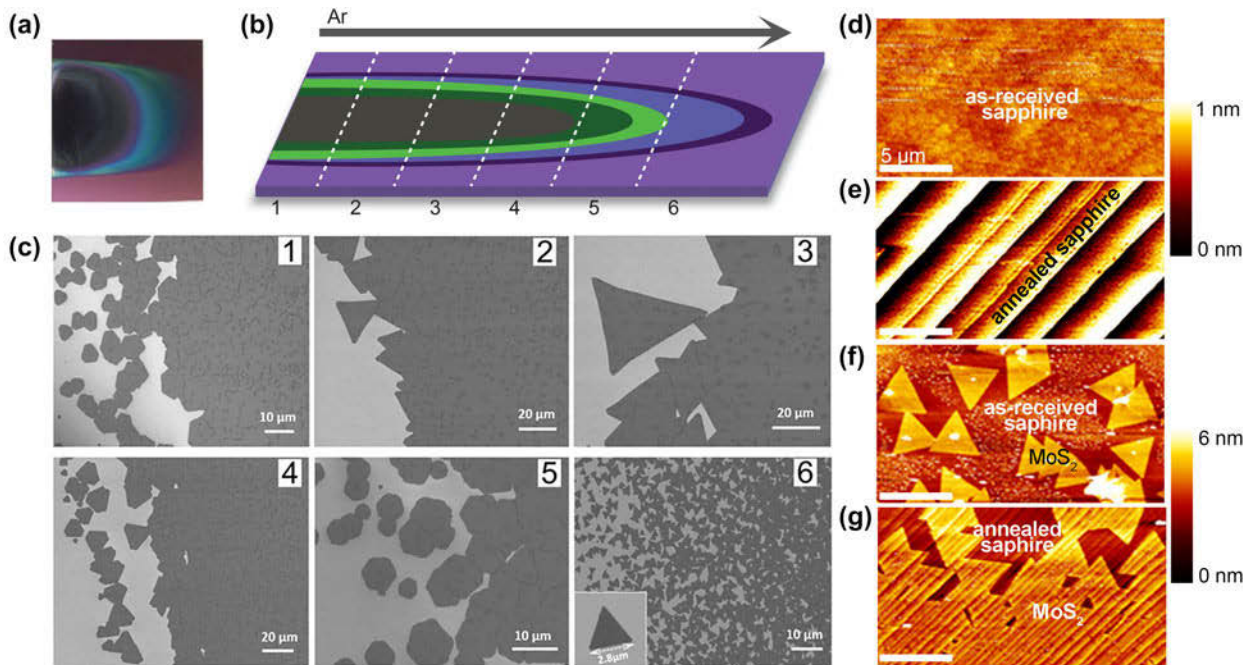 (a)
(b)
Ar
1
2
3
4
5
6
(c)
1
10 µm
2
20 µm
3
20 µm
4
20 µm
5
10 µm
6
2.8µm
10 µm
(d)
as-received
sapphire
5 µm
(e)
annealed sapphire
1 nm
0 nm
(f)
as-received
saphire
MoS₂
(g)
annealed
saphire
MoS₂
6 nm
0 nm